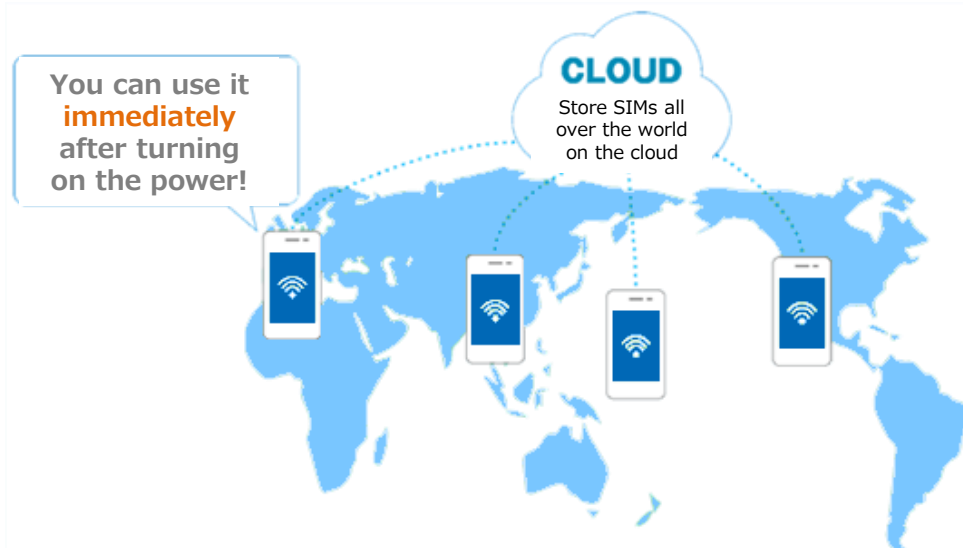 You can use it
immediately
after turning
on the power!
CLOUD
Store SIMs all
over the world
on the cloud